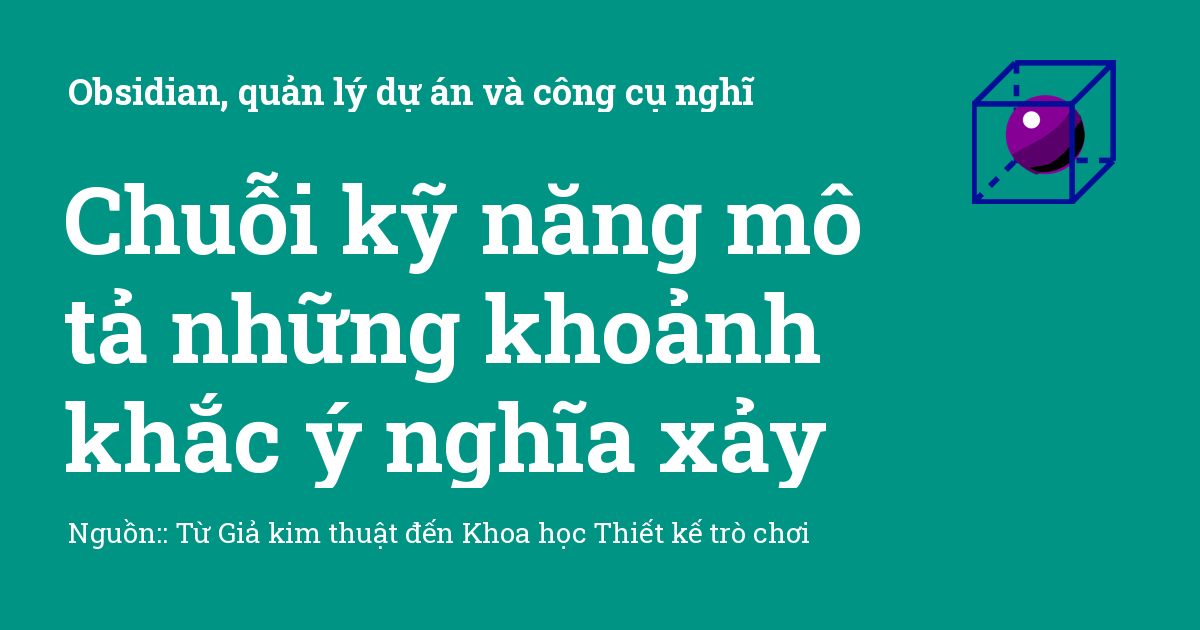 Obsidian, quản lý dự án và công cụ nghĩ
Chuỗi kỹ năng mô
tả những khoảnh
khắc ý nghĩa xảy
Nguồn:: Từ Giả kim thuật đến Khoa học Thiết kế trò chơi